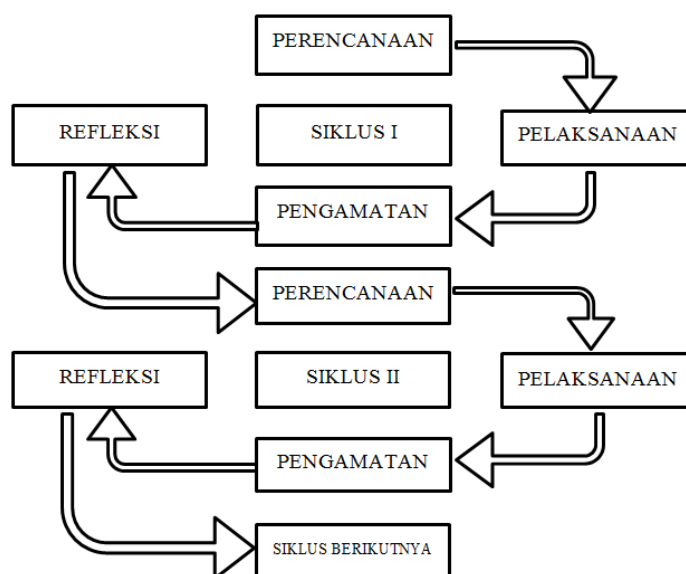 PERENCANAAN
REFLEKSI
SIKLUS I
PELAKSANAAN
PENGAMATAN
PERENCANAAN
REFLEKSI
SIKLUS II
PELAKSANAAN
PENGAMATAN
SIKLUS BERIKUTNYA